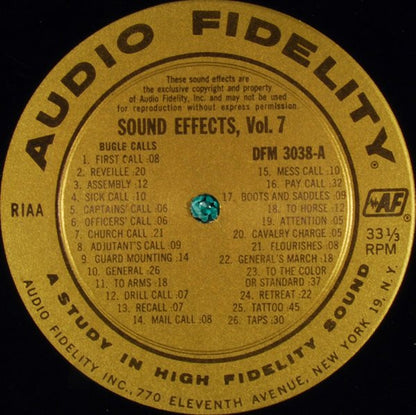 AUDIO FIDELITY®
These sound effects are
the exclusive copyright and property
of Audio Fidelity, Inc. and may not be used
for reproduction without express permission.
SOUND EFFECTS, Vol. 7
BUGLE CALLS
DFM 3038-A
1. FIRST CALL :08
2. REVEILLE :20
3. ASSEMBLY :12
4. SICK CALL :10
5. CAPTAINS' CALL :06
6. OFFICERS' CALL :06
7. CHURCH CALL :21
8. ADJUTANT'S CALL :09
9. GUARD MOUNTING :14
10. GENERAL :26
11. TO ARMS :18
12. DRILL CALL :07
13. RECALL :07
14. MAIL CALL :08
15. MESS CALL :10
16. PAY CALL :32
17. BOOTS AND SADDLES :09
18. TO HORSE :12
19. ATTENTION :05
20. CAVALRY CHARGE :05
21. FLOURISHES :08
22. GENERAL'S MARCH :18
23. TO THE COLOR
OR STANDARD :37
24. RETREAT :22
25. TATTOO :45
26. TAPS :30
RIAA
AF®
33 1/3
RPM
A STUDY IN HIGH FIDELITY SOUND
AUDIO FIDELITY INC., 770 ELEVENTH AVENUE, NEW YORK 19, N.Y.